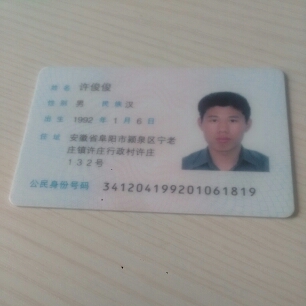 姓名 许俊俊
性别 男 民族 汉
出生 1992 年 1 月 6 日
住址 安徽省阜阳市颍泉区宁老
庄镇许庄行政村许庄
132号
公民身份号码 341204199201061819